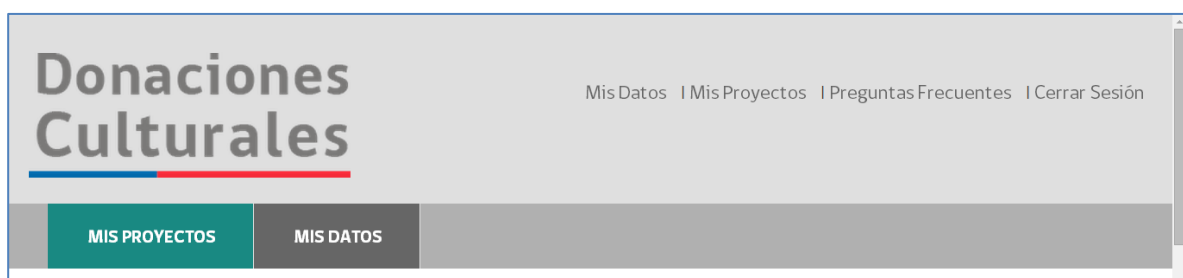 Donaciones
Culturales
Mis Datos | Mis Proyectos | Preguntas Frecuentes | Cerrar Sesión
MIS PROYECTOS MIS DATOS